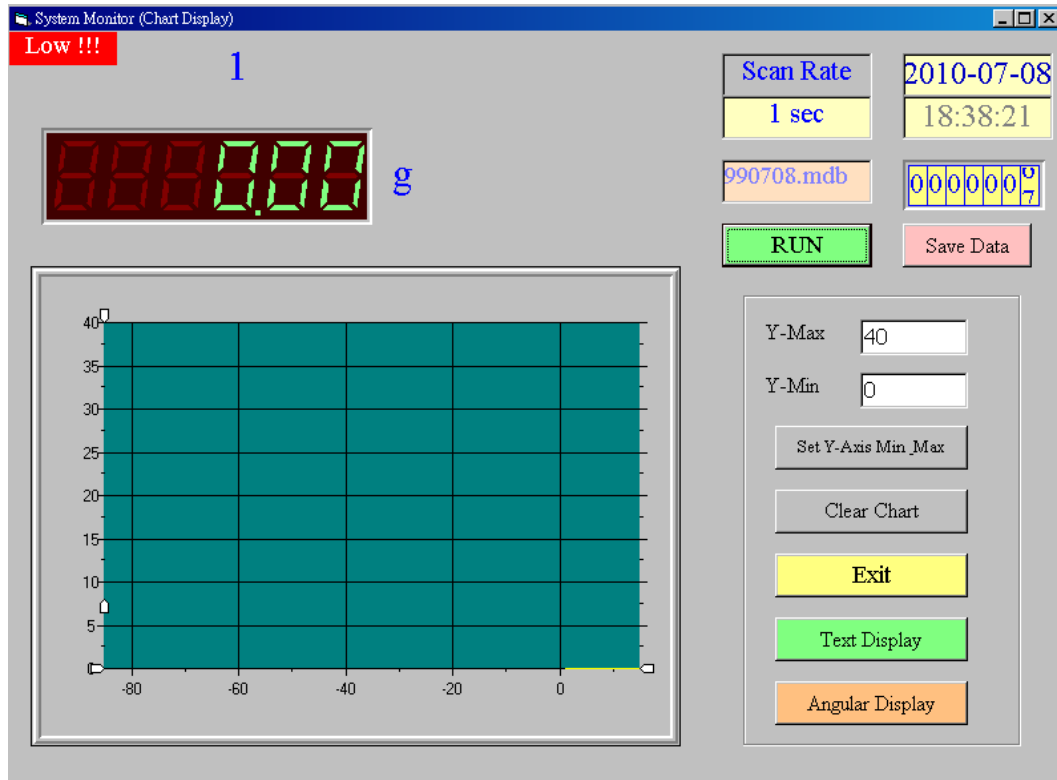 System Monitor (Chart Display)
Low !!!
1
Scan Rate
2010-07-08
1 sec
18:38:21
0.00
g
990708.mdb
000000
RUN
Save Data
Y-Max
40
Y-Min
0
Set Y-Axis Min_Max
Clear Chart
Exit
Text Display
Angular Display
40
35
30
25
20
15
10
5
-80
-60
-40
-20
0